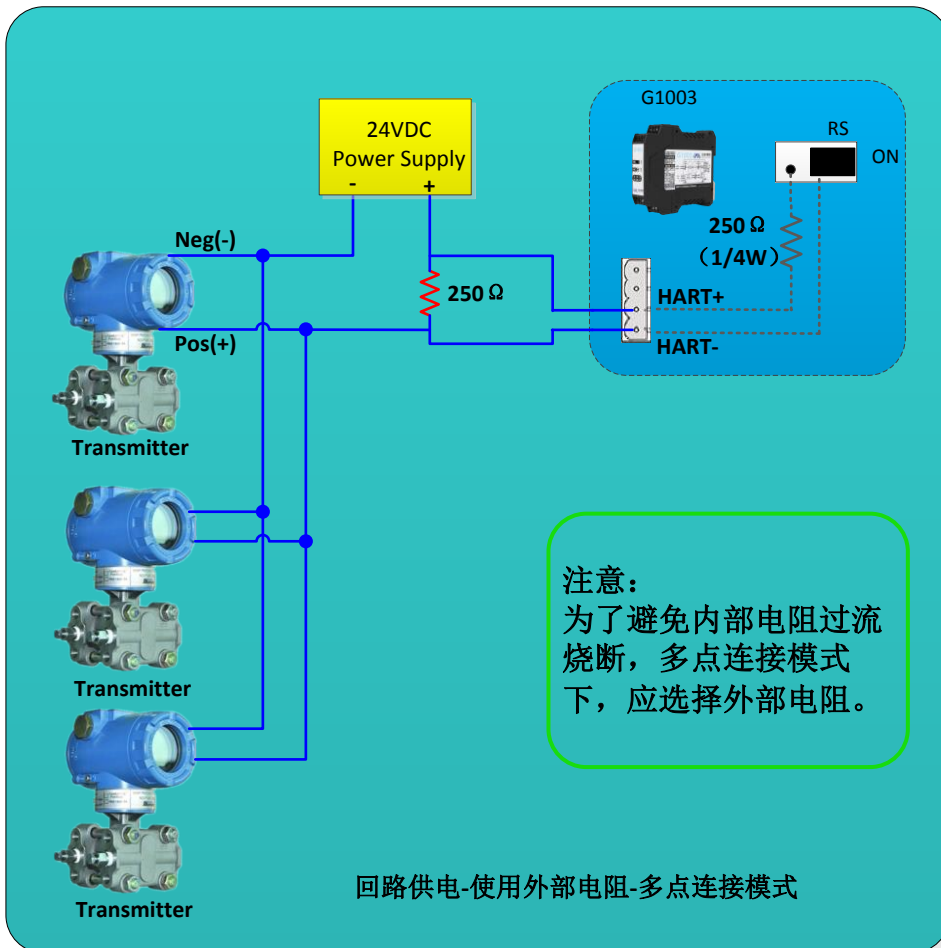 G1003
RS
ON
24VDC
Power Supply
- +
250 Ω
（1/4W）
Neg(-)
250 Ω
HART+
HART-
Pos(+)
Transmitter
注意：
为了避免内部电阻过流
烧断，多点连接模式
下，应选择外部电阻。
Transmitter
回路供电-使用外部电阻-多点连接模式
Transmitter